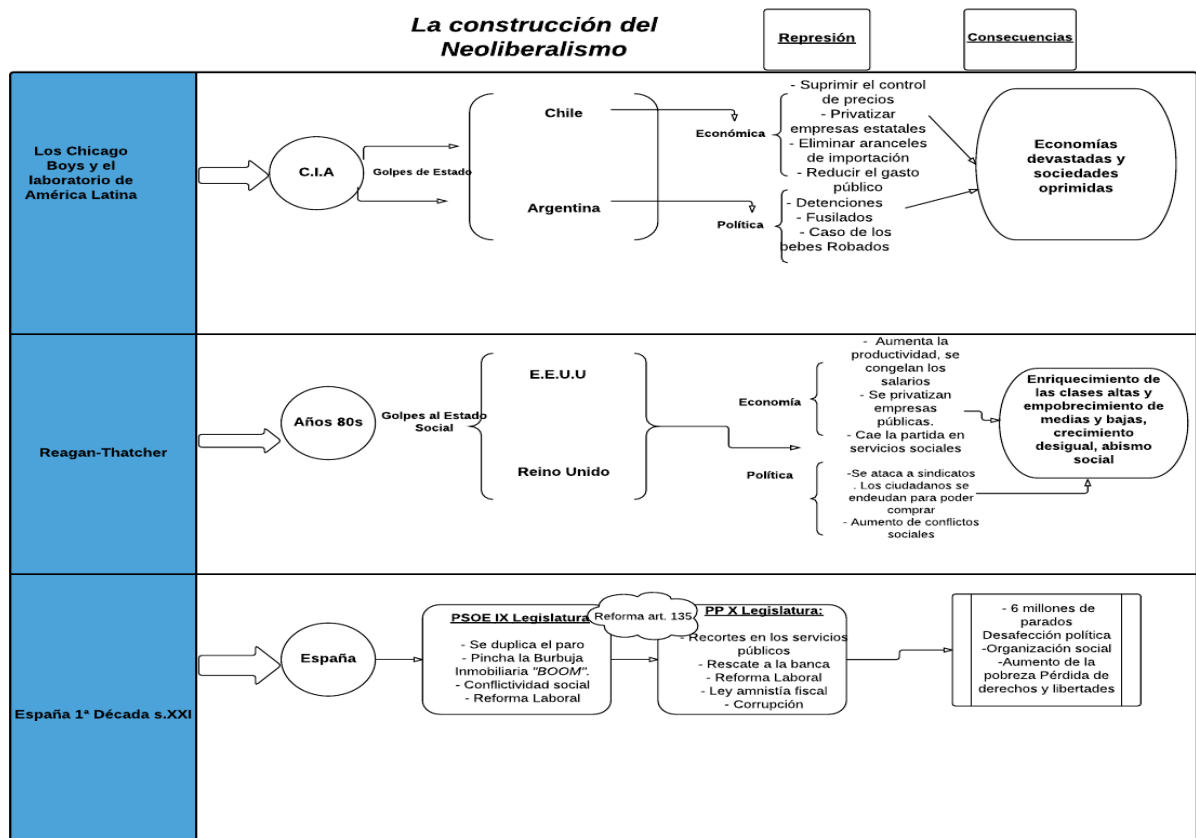 La construcción del
Neoliberalismo
Represión
Consecuencias
Los Chicago
Boys y el
laboratorio de
América Latina
C.I.A
Golpes de Estado
Chile
Argentina
Económica
- Suprimir el control
de precios
- Privatizar
empresas estatales
- Eliminar aranceles
de importación
- Reducir el gasto
público
Política
- Detenciones
- Fusilados
- Caso de los
bebes Robados
Economías
devastadas y
sociedades
oprimidas
Reagan-Thatcher
Años 80s
Golpes al Estado
Social
E.E.U.U
Reino Unido
Economía
- Aumenta la
productividad, se
congelan los
salarios
- Se privatizan
empresas
públicas.
- Cae la partida en
servicios sociales
Política
-Se ataca a sindicatos
. Los ciudadanos se
endeudan para poder
comprar
- Aumento de conflictos
sociales
Enriquecimiento de
las clases altas y
empobrecimiento de
medias y bajas,
crecimiento
desigual, abismo
social
España 1ª Década s.XXI
España
PSOE IX Legislatura
- Se duplica el paro
- Pincha la Burbuja
Inmobiliaria "BOOM".
- Conflictividad social
- Reforma Laboral
Reforma art. 135
PP X Legislatura:
- Recortes en los servicios
públicos
- Rescate a la banca
- Reforma Laboral
- Ley amnistía fiscal
- Corrupción
- 6 millones de
parados
Desafección política
-Organización social
-Aumento de la
pobreza Pérdida de
derechos y libertades